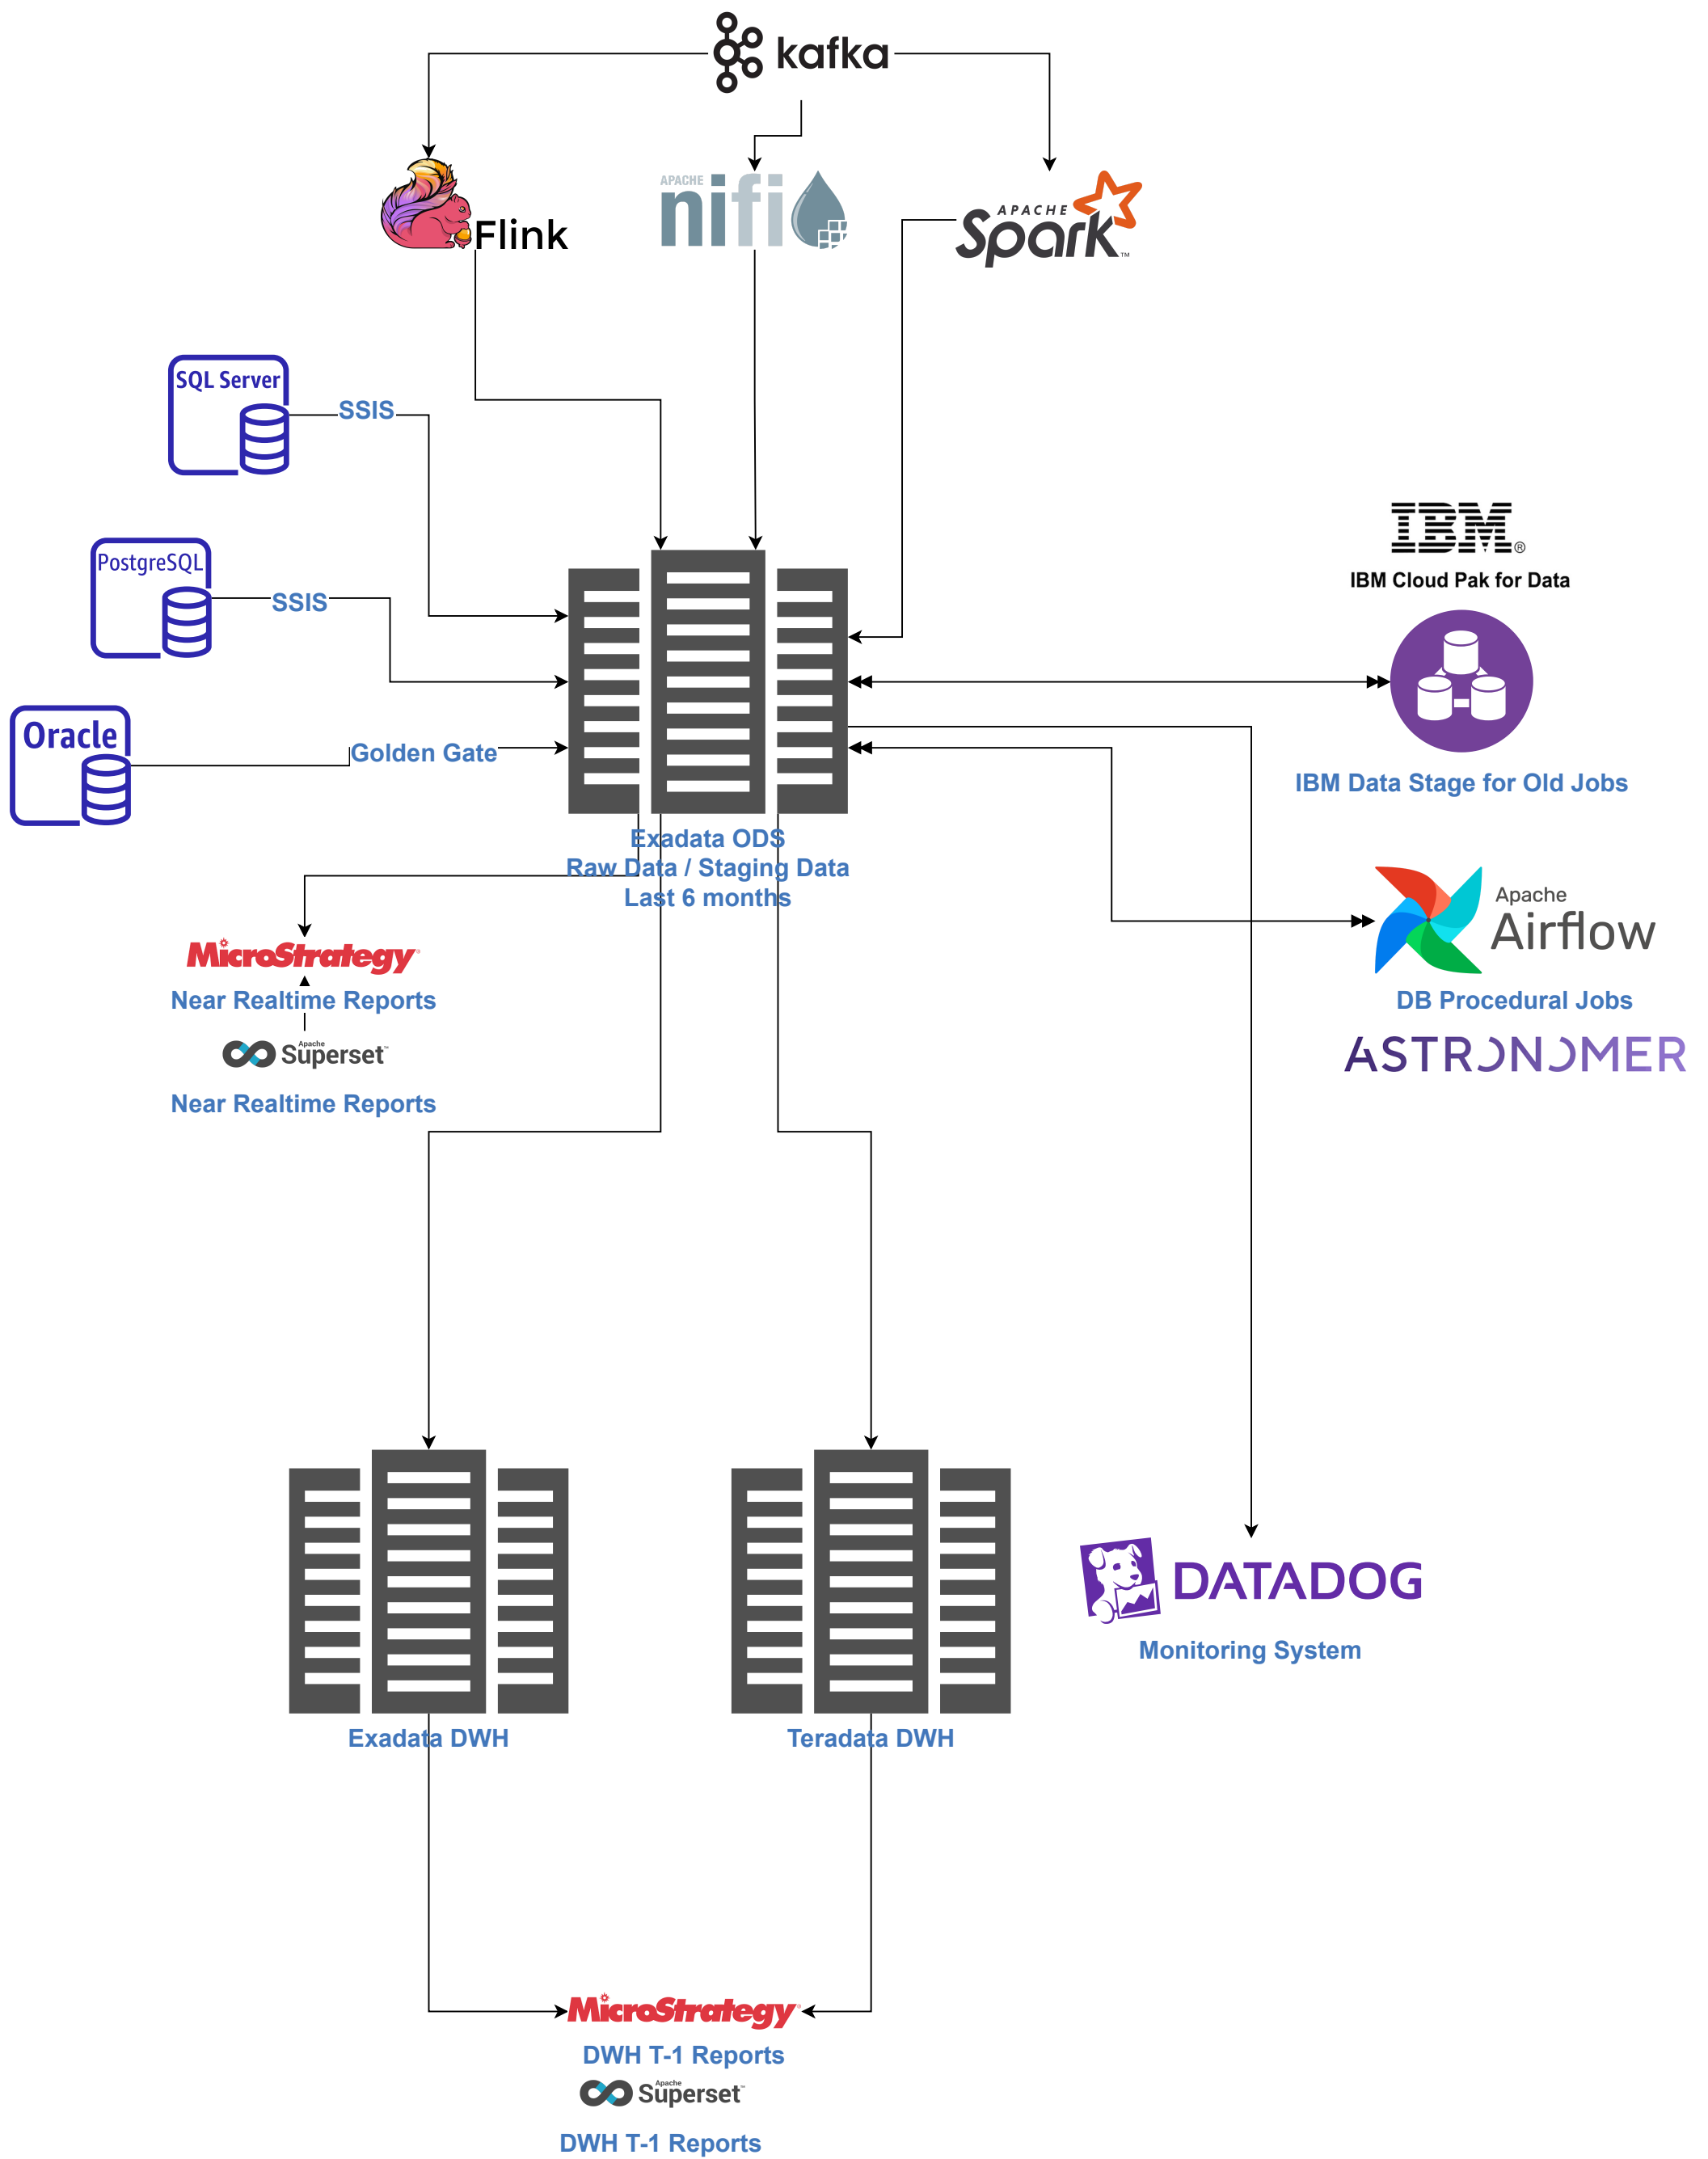 kafka
Flink
APACHE
nifi
APACHE
Spark™
SQL Server
SSIS
PostgreSQL
SSIS
Oracle
Golden Gate
IBM®
IBM Cloud Pak for Data
IBM Data Stage for Old Jobs
Exadata ODS
Raw Data / Staging Data
Last 6 months
Apache
Airflow
DB Procedural Jobs
ASTRONOMER
MicroStrategy
Near Realtime Reports
Apache
Superset™
Near Realtime Reports
DATADOG
Monitoring System
Exadata DWH
Teradata DWH
MicroStrategy
DWH T-1 Reports
Apache
Superset™
DWH T-1 Reports